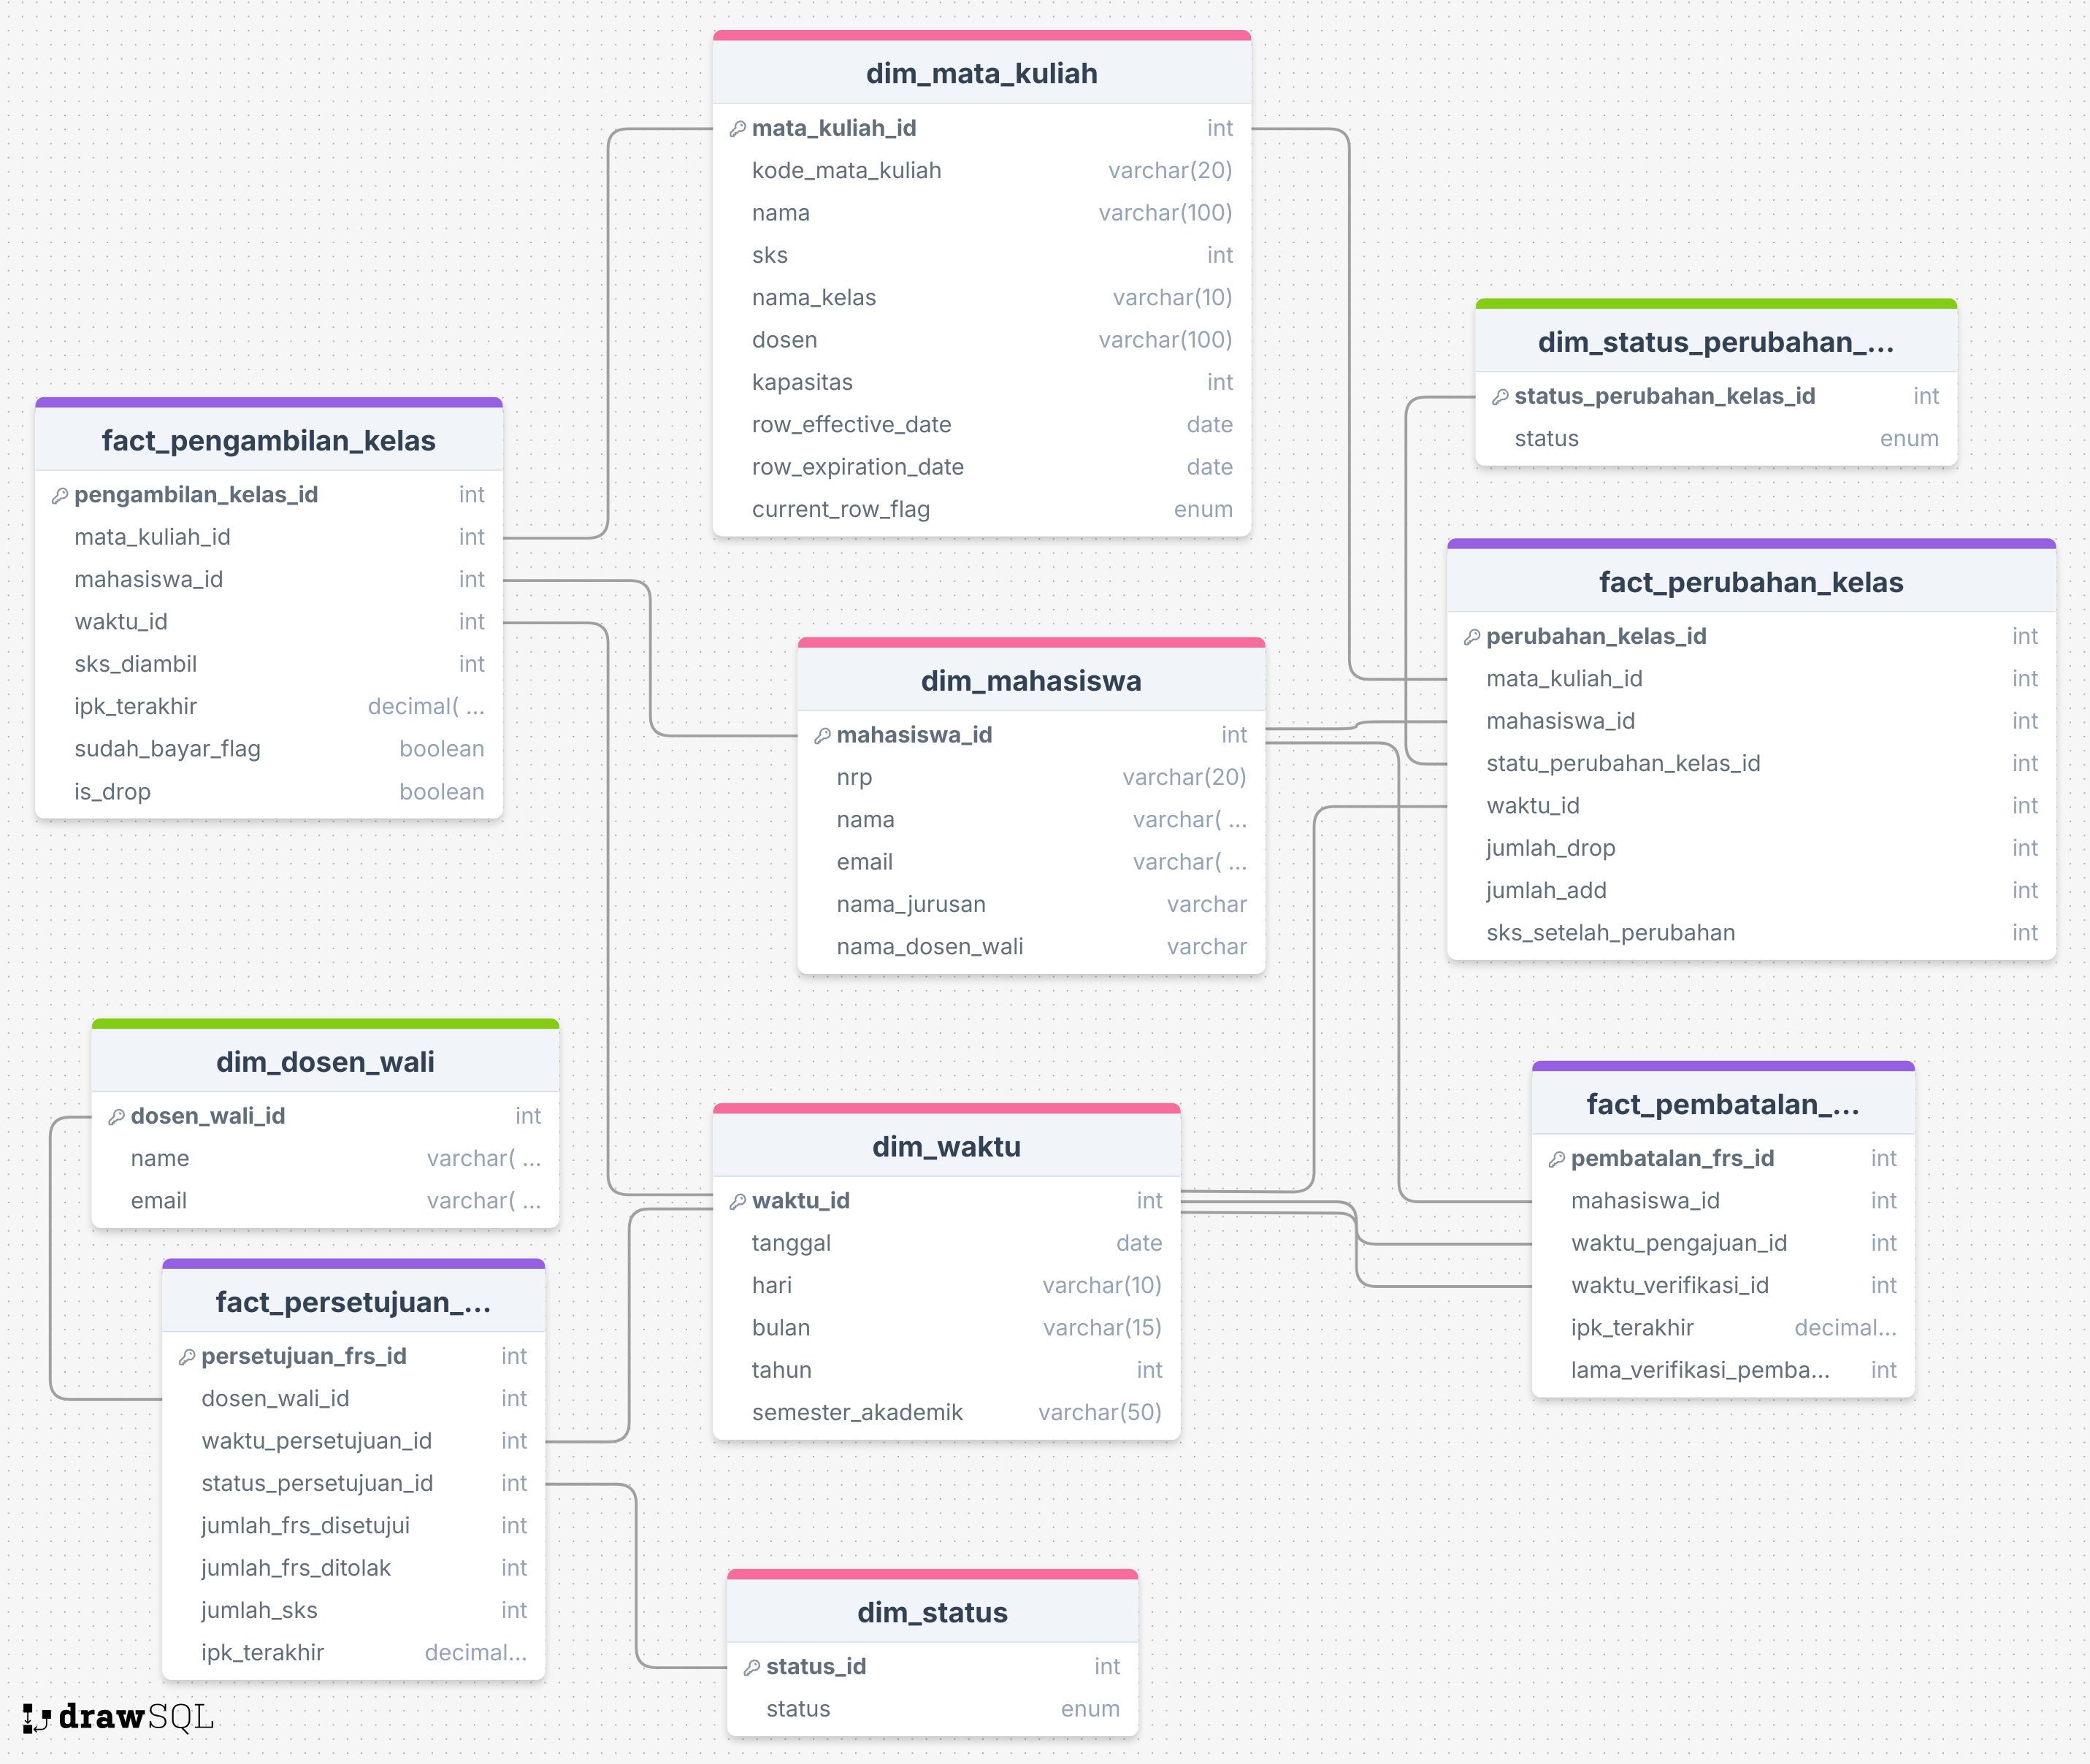 dim_mata_kuliah
mata_kuliah_id int
kode_mata_kuliah varchar(20)
nama varchar(100)
sks int
nama_kelas varchar(10)
dosen varchar(100)
kapasitas int
row_effective_date date
row_expiration_date date
current_row_flag enum
dim_status_perubahan_...
status_perubahan_kelas_id int
status enum
fact_pengambilan_kelas
pengambilan_kelas_id int
mata_kuliah_id int
mahasiswa_id int
waktu_id int
sks_diambil int
ipk_terakhir decimal( ...
sudah_bayar_flag boolean
is_drop boolean
fact_perubahan_kelas
perubahan_kelas_id int
mata_kuliah_id int
mahasiswa_id int
statu_perubahan_kelas_id int
waktu_id int
jumlah_drop int
jumlah_add int
sks_setelah_perubahan int
dim_mahasiswa
mahasiswa_id int
nrp varchar(20)
nama varchar( ...
email varchar( ...
nama_jurusan varchar
nama_dosen_wali varchar
dim_dosen_wali
dosen_wali_id int
name varchar( ...
email varchar( ...
dim_waktu
waktu_id int
tanggal date
hari varchar(10)
bulan varchar(15)
tahun int
semester_akademik varchar(50)
fact_pembatalan_...
pembatalan_frs_id int
mahasiswa_id int
waktu_pengajuan_id int
waktu_verifikasi_id int
ipk_terakhir decimal...
lama_verifikasi_pemba... int
fact_persetujuan_...
persetujuan_frs_id int
dosen_wali_id int
waktu_persetujuan_id int
status_persetujuan_id int
jumlah_frs_disetujui int
jumlah_frs_ditolak int
jumlah_sks int
ipk_terakhir decimal...
dim_status
status_id int
status enum
drawSQL